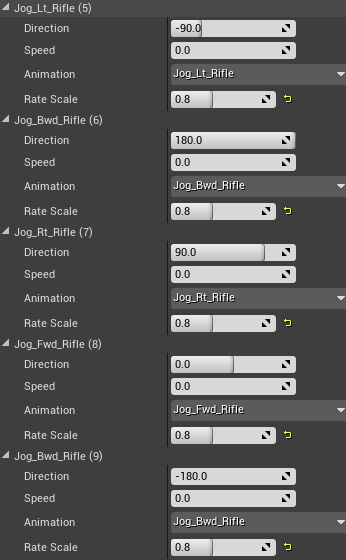 Jog_Lt_Rifle (5)
Direction -90.0
Speed 0.0
Animation Jog_Lt_Rifle
Rate Scale 0.8
Jog_Bwd_Rifle (6)
Direction 180.0
Speed 0.0
Animation Jog_Bwd_Rifle
Rate Scale 0.8
Jog_Rt_Rifle (7)
Direction 90.0
Speed 0.0
Animation Jog_Rt_Rifle
Rate Scale 0.8
Jog_Fwd_Rifle (8)
Direction 0.0
Speed 0.0
Animation Jog_Fwd_Rifle
Rate Scale 0.8
Jog_Bwd_Rifle (9)
Direction -180.0
Speed 0.0
Animation Jog_Bwd_Rifle
Rate Scale 0.8